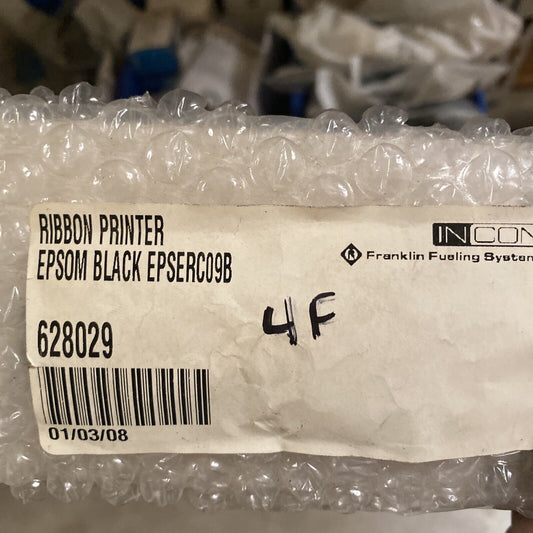 RIBBON PRINTER
EPSOM BLACK EPSERC09B
INCON
Franklin Fueling System
4F
628029
01/03/08